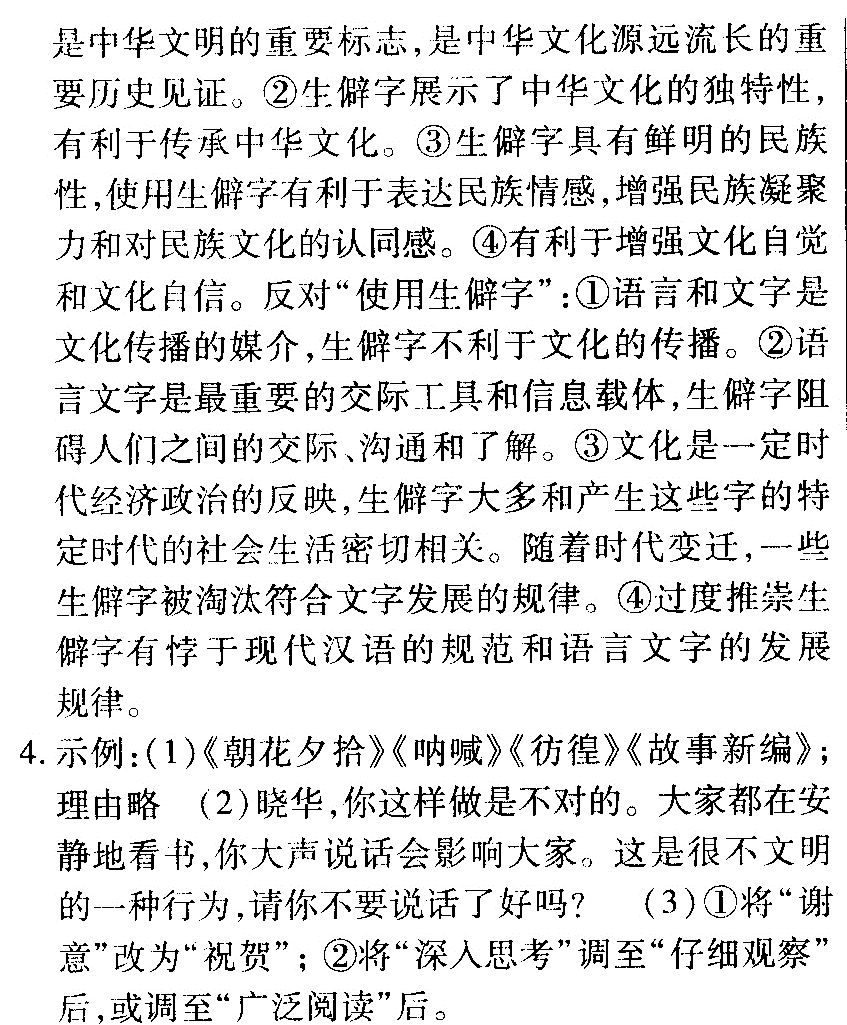 是中华文明的重要标志,是中华文化源远流长的重
要历史见证。②生僻字展示了中华文化的独特性,
有利于传承中华文化。③生僻字具有鲜明的民族
性,使用生僻字有利于表达民族情感,增强民族凝聚
力和对民族文化的认同感。④有利于增强文化自觉
和文化自信。反对“使用生僻字”:①语言和文字是
文化传播的媒介,生僻字不利于文化的传播。②语
言文字是最重要的交际工具和信息载体,生僻字阻
碍人们之间的交际、沟通和了解。③文化是一定时
代经济政治的反映,生僻字大多和产生这些字的特
定时代的社会生活密切相关。随着时代变迁,一些
生僻字被淘汰符合文字发展的规律。④过度推崇生
僻字有悖于现代汉语的规范和语言文字的发展
规律。
4. 示例:(1)《朝花夕拾》《呐喊》《彷徨》《故事新编》;
理由略 (2)晓华,你这样做是不对的。大家都在安
静地看书,你大声说话会影响大家。这是很不文明
的一种行为,请你不要说话了好吗? (3)①将“谢
意”改为“祝贺”; ②将“深入思考”调至“仔细观察”
后,或调至“广泛阅读”后。